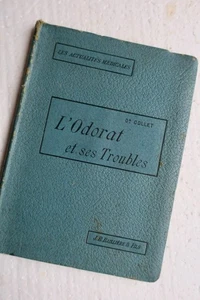 LES ACTUALITÉS MÉDICALES
Dr COLLET
L'Odorat
et ses Troubles
J. B. BAILLIÈRE & Fils